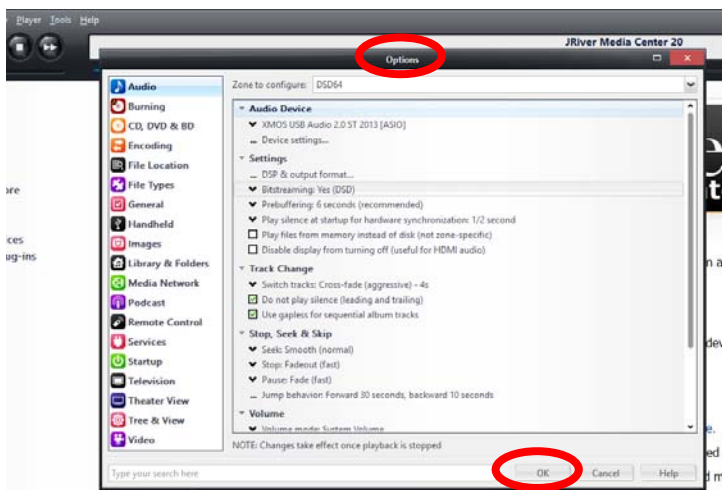 Player Tools Help
JRiver Media Center 20
Options
Audio
Burning
CD, DVD & BD
Encoding
File Location
File Types
General
Handheld
Images
Library & Folders
Media Network
Podcast
Remote Control
Services
Startup
Television
Theater View
Tree & View
Video
Zone to configure: DSD64
Audio Device
XMOS USB Audio 2.0 ST 2013 [ASIO]
... Device settings...
Settings
... DSP & output format...
Bitstreaming: Yes (DSD)
Prebuffering: 6 seconds (recommended)
Play silence at startup for hardware synchronization: 1/2 second
Play files from memory instead of disk (not zone-specific)
Disable display from turning off (useful for HDMI audio)
Track Change
Switch tracks: Cross-fade (aggressive) - 4s
Do not play silence (leading and trailing)
Use gapless for sequential album tracks
Stop, Seek & Skip
Seek: Smooth (normal)
Stop: Fadeout (fast)
Pause: Fade (fast)
... Jump behavior: Forward 30 seconds, backward 10 seconds
Volume
Volume mode: System Volume
NOTE: Changes take effect once playback is stopped
Type your search here
OK Cancel Help